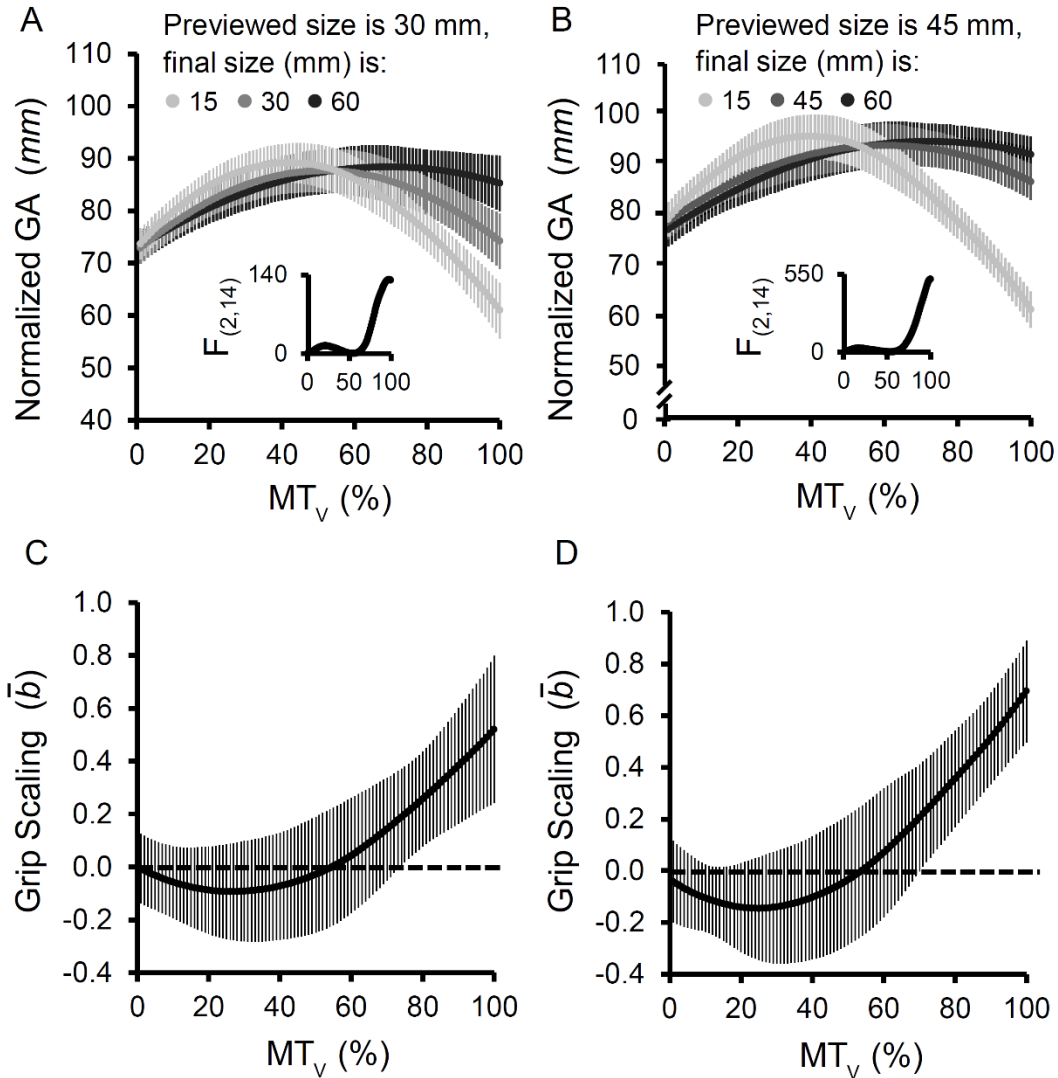 A
Previewed size is 30 mm,
final size (mm) is:
15 30 60
Normalized GA (mm)
110
100
90
80
70
60
50
40
0 20 40 60 80 100
MTV (%)
F(2,14)
140
0
0 50 100
B
Previewed size is 45 mm,
final size (mm) is:
15 45 60
Normalized GA (mm)
110
100
90
80
70
60
50
0
0 20 40 60 80 100
MTV (%)
F(2,14)
550
0
0 50 100
C
Grip Scaling (b̄)
1.0
0.8
0.6
0.4
0.2
0.0
-0.2
-0.4
0 20 40 60 80 100
MTV (%)
D
Grip Scaling (b̄)
1.0
0.8
0.6
0.4
0.2
0.0
-0.2
-0.4
0 20 40 60 80 100
MTV (%)